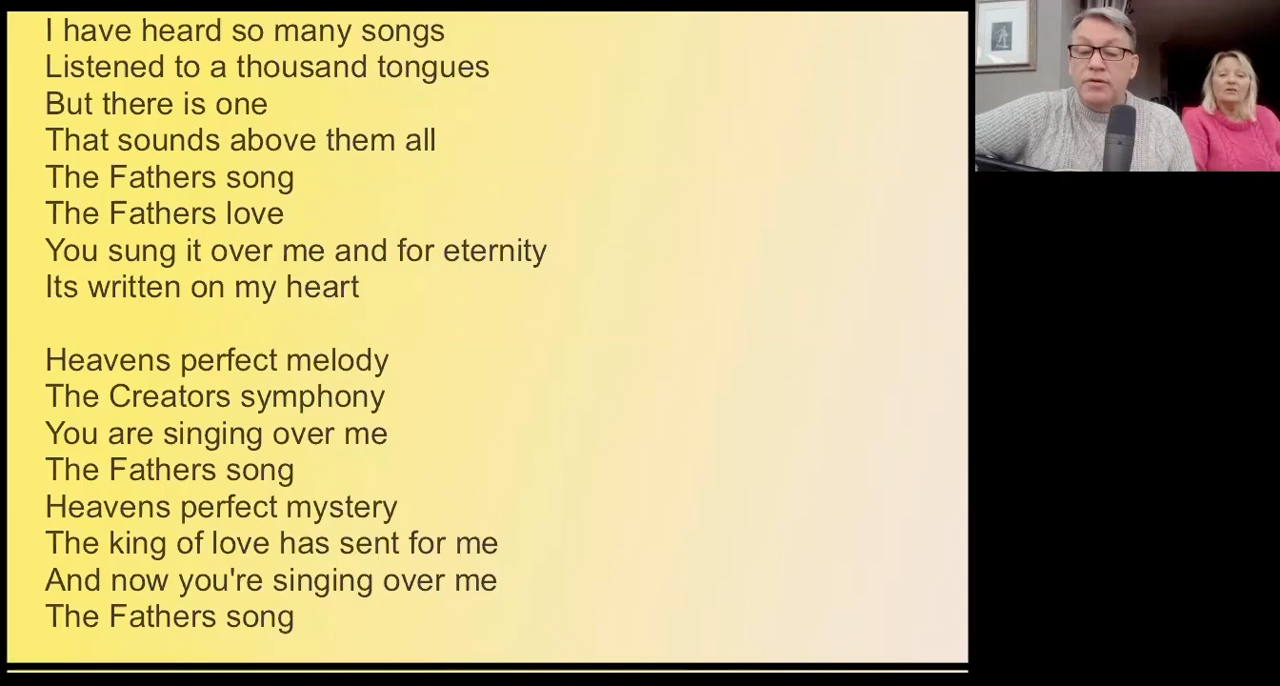 I have heard so many songs
Listened to a thousand tongues
But there is one
That sounds above them all
The Fathers song
The Fathers love
You sung it over me and for eternity
Its written on my heart
Heavens perfect melody
The Creators symphony
You are singing over me
The Fathers song
Heavens perfect mystery
The king of love has sent for me
And now you're singing over me
The Fathers song